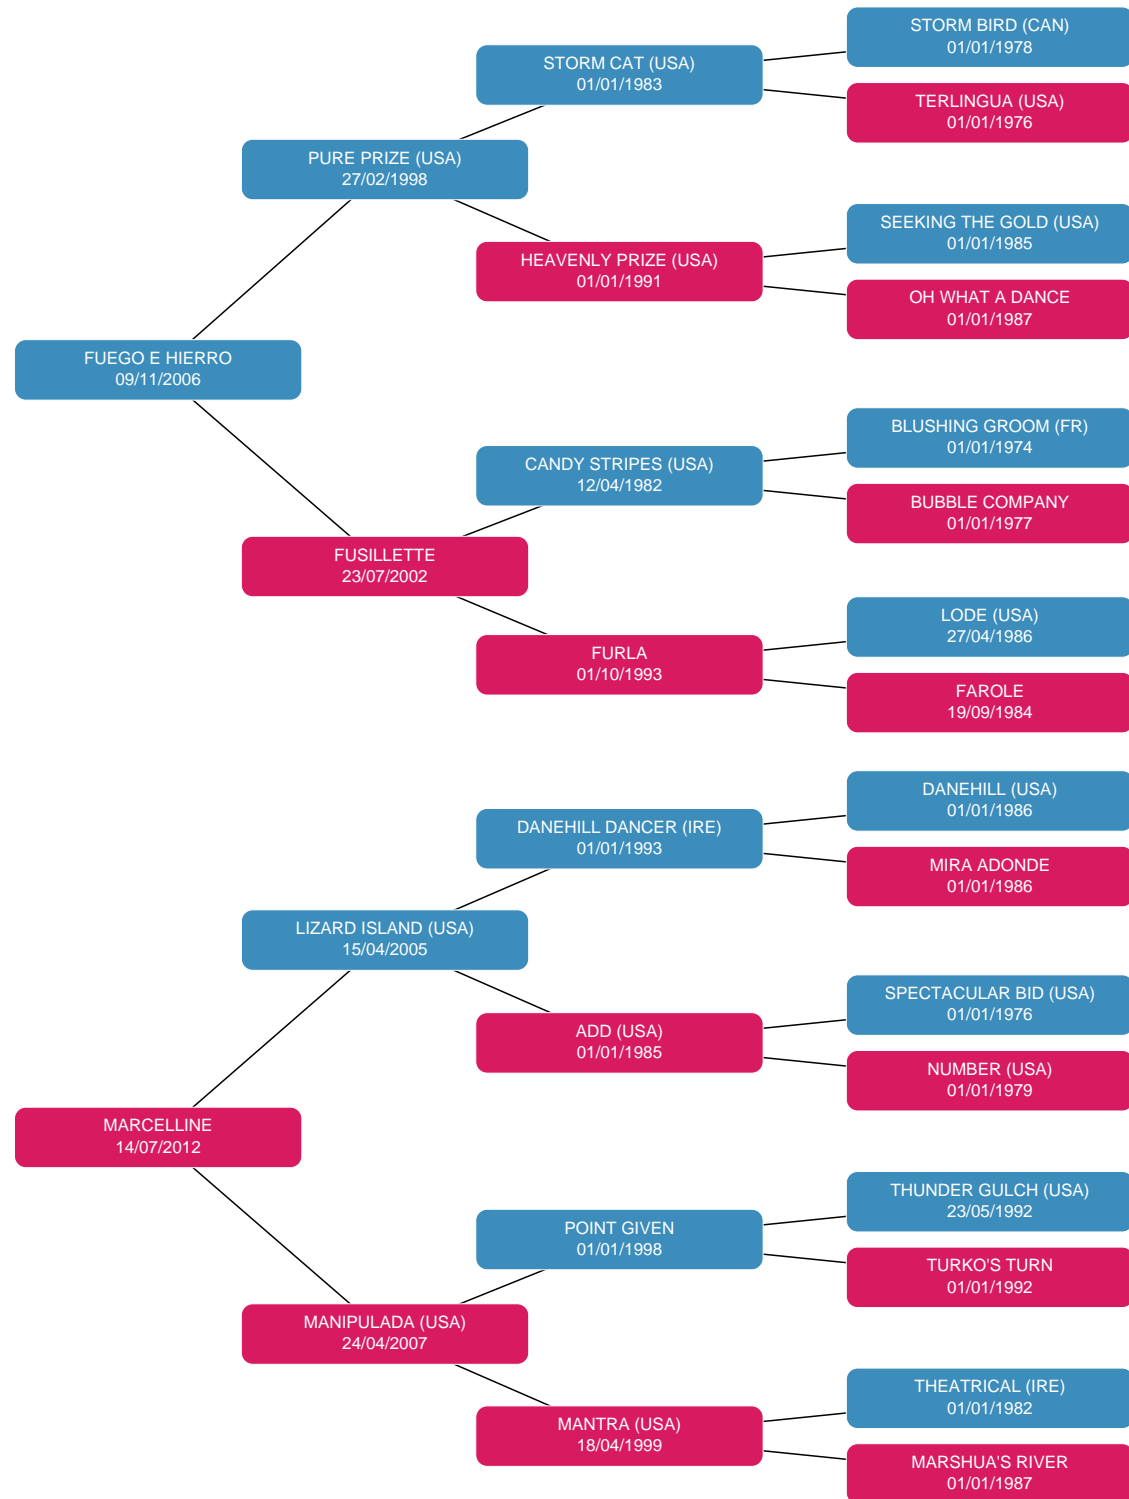 STORM BIRD (CAN)
01/01/1978
STORM CAT (USA)
01/01/1983
TERLINGUA (USA)
01/01/1976
PURE PRIZE (USA)
27/02/1998
SEEKING THE GOLD (USA)
01/01/1985
HEAVENLY PRIZE (USA)
01/01/1991
OH WHAT A DANCE
01/01/1987
FUEGO E HIERRO
09/11/2006
BLUSHING GROOM (FR)
01/01/1974
CANDY STRIPES (USA)
12/04/1982
BUBBLE COMPANY
01/01/1977
FUSILLETTE
23/07/2002
LODE (USA)
27/04/1986
FURLA
01/10/1993
FAROLE
19/09/1984
DANEHILL (USA)
01/01/1986
DANEHILL DANCER (IRE)
01/01/1993
MIRA ADONDE
01/01/1986
LIZARD ISLAND (USA)
15/04/2005
SPECTACULAR BID (USA)
01/01/1976
ADD (USA)
01/01/1985
NUMBER (USA)
01/01/1979
MARCELLINE
14/07/2012
THUNDER GULCH (USA)
23/05/1992
POINT GIVEN
01/01/1998
TURKO'S TURN
01/01/1992
MANIPULADA (USA)
24/04/2007
THEATRICAL (IRE)
01/01/1982
MANTRA (USA)
18/04/1999
MARSHUA'S RIVER
01/01/1987